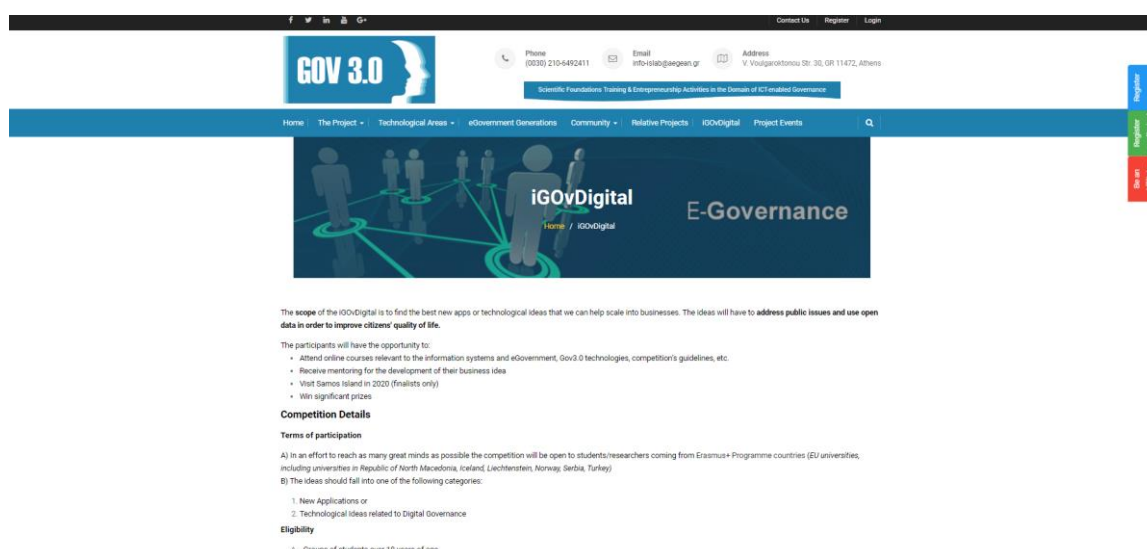 Contact Us Register Login
GOV 3.0
Phone
(0030) 210-6492411
Email
info-islab@aegean.gr
Address
V. Voulgaroktonou Str. 30, GR 11472, Athens
Scientific Foundations Training & Entrepreneurship Activities in the Domain of ICT-enabled Governance
Register
Register
Be an
Home The Project Technological Areas eGovernment Generations Community Relative Projects iGOvDigital Project Events
iGOvDigital
Home / iGOvDigital
E-Governance
The scope of the iGOvDigital is to find the best new apps or technological ideas that we can help scale into businesses. The ideas will have to address public issues and use open
data in order to improve citizens' quality of life.
The participants will have the opportunity to:
• Attend online courses relevant to the information systems and eGovernment, Gov3.0 technologies, competition's guidelines, etc.
• Receive mentoring for the development of their business idea
• Visit Samos Island in 2020 (finalists only)
• Win significant prizes
Competition Details
Terms of participation
A) In an effort to reach as many great minds as possible the competition will be open to students/researchers coming from Erasmus+ Programme countries (EU universities,
including universities in Republic of North Macedonia, Iceland, Liechtenstein, Norway, Serbia, Turkey)
B) The ideas should fall into one of the following categories:
1. New Applications or
2. Technological Ideas related to Digital Governance
Eligibility